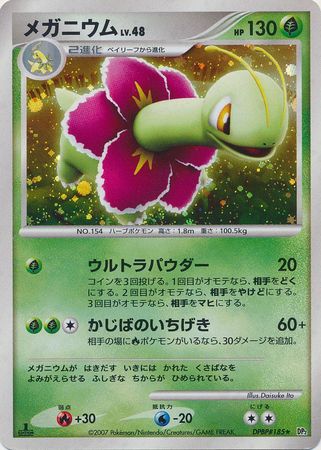 メガニウム LV.48 HP 130
2進化 ベイリーフから進化
NO.154 ハーブポケモン 高さ:1.8m 重さ:100.5kg
ウルトラパウダー 20
コインを3回投げる。1回目がオモテなら、相手をどく
にする。2回目がオモテなら、相手をやけどにする。
3回目がオモテなら、相手をマヒにする。
かじばのいちげき 60+
相手の場にポケモンがいるなら、30ダメージを追加。
メガニウムが はきだす いきには かれた くさばなを
よみがえらせる ふしぎな ちからが ひめられている。
Illus.Daisuke Ito
弱点 +30 抵抗力 -20 にげる
1 EDITION ©2007 Pokémon/Nintendo/Creatures/GAME FREAK. DPBP#185★ DP3